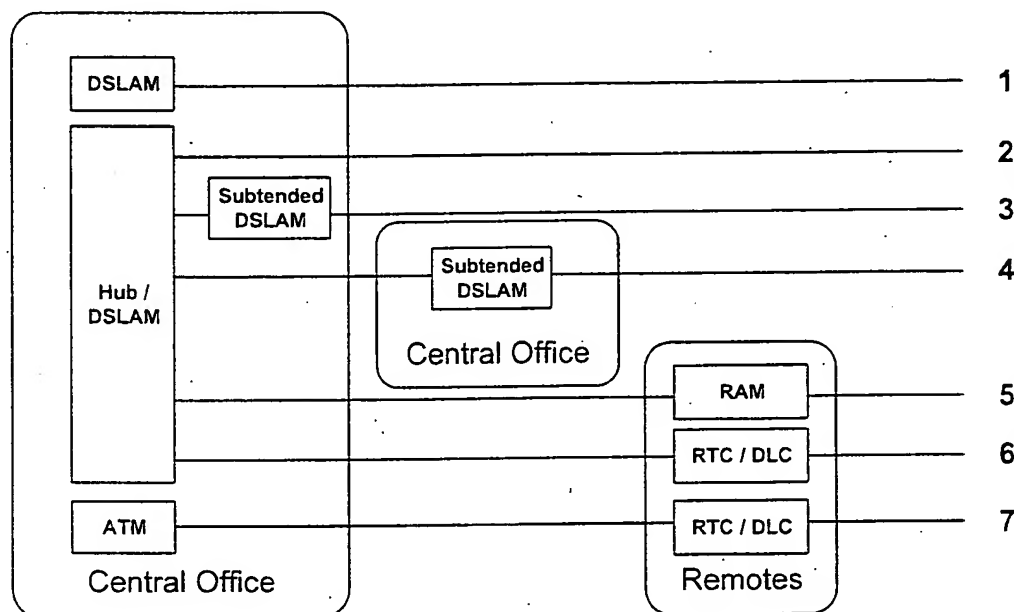 DSLAM
1
2
Subtended
DSLAM
3
Subtended
DSLAM
4
Hub /
DSLAM
Central Office
RAM
5
RTC / DLC
6
ATM
RTC / DLC
7
Central Office
Remotes